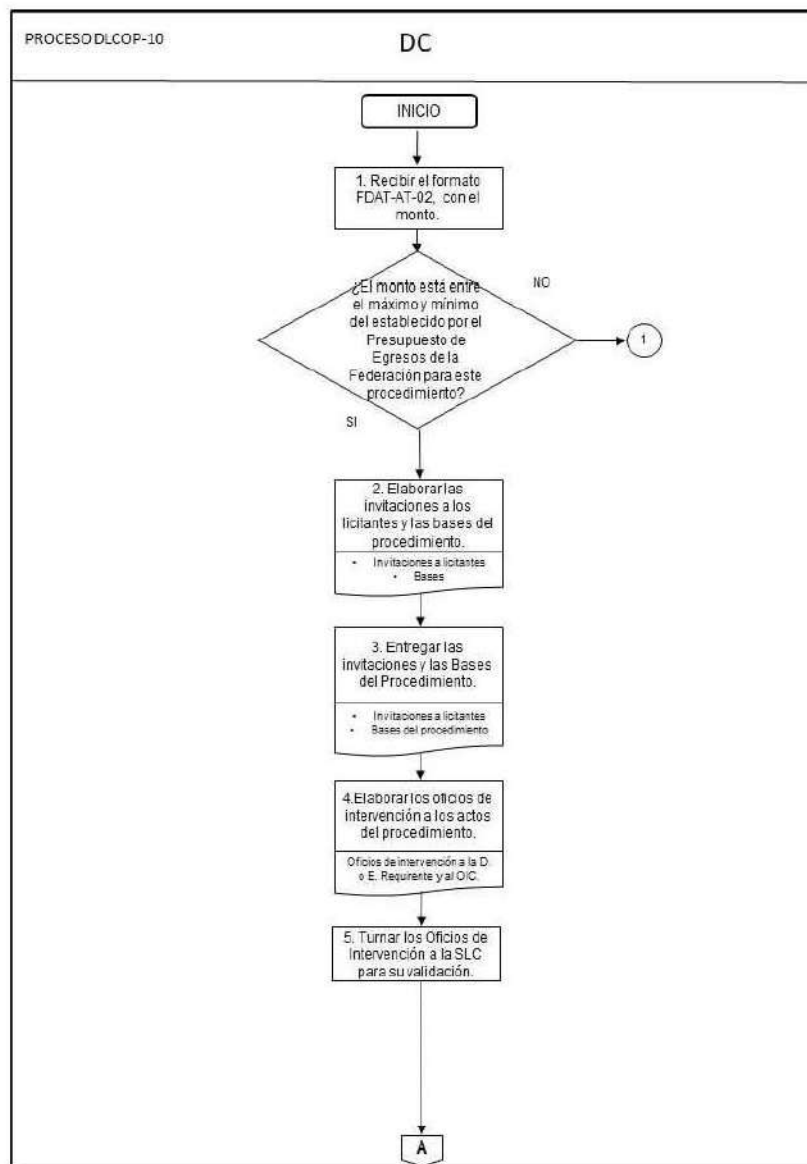 PROCESO DLCOP-10
DC
INICIO
1. Recibir el formato
FDAT-AT-02, con el
monto.
¿El monto está entre
el máximo y mínimo
del establecido por el
Presupuesto de
Egresos de la
Federación para este
procedimiento?
NO
1
SI
2. Elaborar las
invitaciones a los
licitantes y las bases del
procedimiento.
• Invitaciones a licitantes
• Bases
3. Entregar las
invitaciones y las Bases
del Procedimiento.
• Invitaciones a licitantes
• Bases del procedimiento
4.Elaborar los oficios de
intervención a los actos
del procedimiento.
Oficios de intervención a la D.
o E. Requirente y al OIC.
5. Turnar los Oficios de
Intervención a la SLC
para su validación.
A